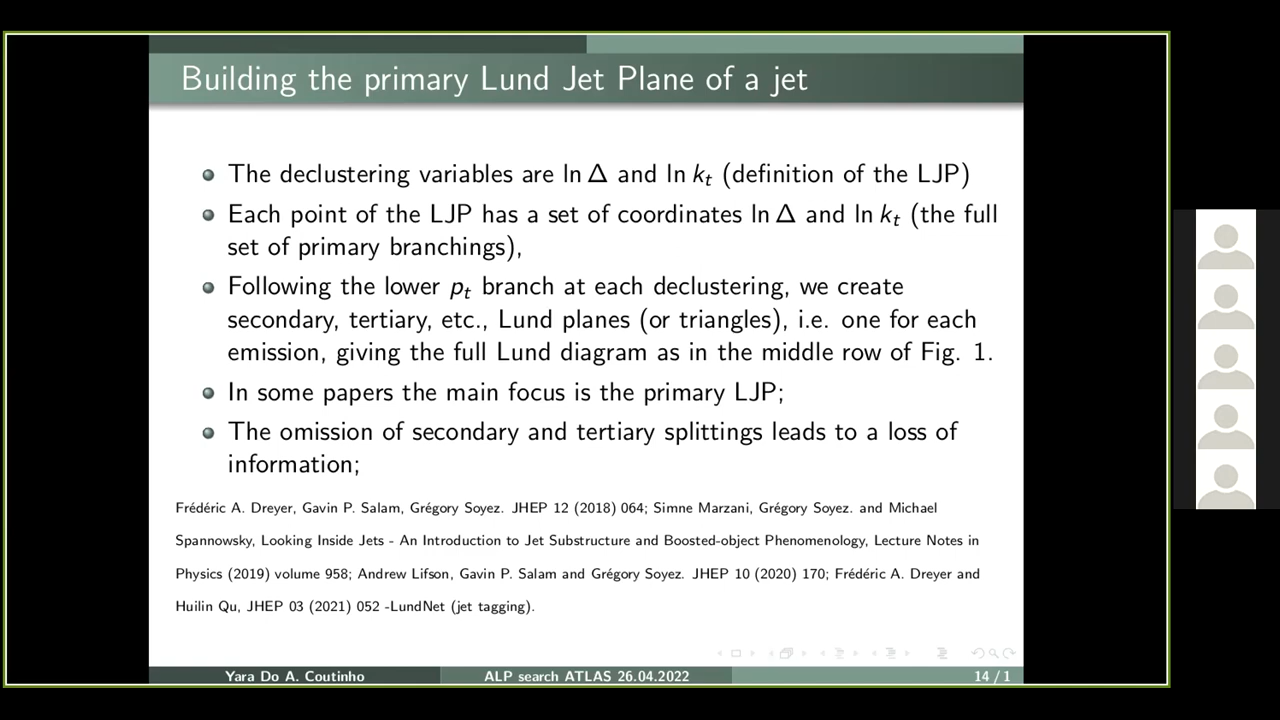 Building the primary Lund Jet Plane of a jet
The declustering variables are ln Δ and ln kₜ (definition of the LJP)
Each point of the LJP has a set of coordinates ln Δ and ln kₜ (the full
set of primary branchings),
Following the lower pₜ branch at each declustering, we create
secondary, tertiary, etc., Lund planes (or triangles), i.e. one for each
emission, giving the full Lund diagram as in the middle row of Fig. 1.
In some papers the main focus is the primary LJP;
The omission of secondary and tertiary splittings leads to a loss of
information;
Frédéric A. Dreyer, Gavin P. Salam, Grégory Soyez. JHEP 12 (2018) 064; Simne Marzani, Grégory Soyez. and Michael
Spannowsky, Looking Inside Jets - An Introduction to Jet Substructure and Boosted-object Phenomenology, Lecture Notes in
Physics (2019) volume 958; Andrew Lifson, Gavin P. Salam and Grégory Soyez. JHEP 10 (2020) 170; Frédéric A. Dreyer and
Huilin Qu, JHEP 03 (2021) 052 -LundNet (jet tagging).
Yara Do A. Coutinho ALP search ATLAS 26.04.2022 14 / 1